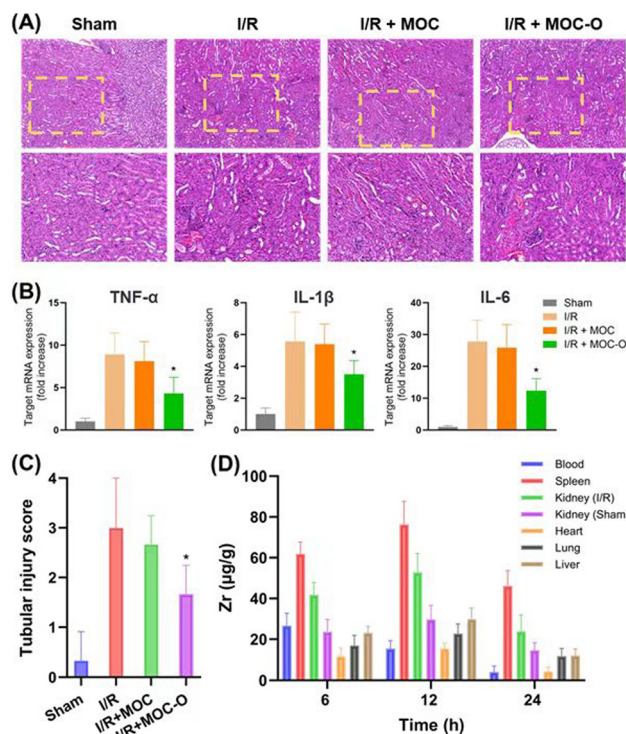 (A)
Sham
I/R
I/R + MOC
I/R + MOC-O
(B)
TNF-α
IL-1β
IL-6
Target mRNA expression
(fold increase)
15
10
5
0
*
Target mRNA expression
(fold increase)
8
6
4
2
0
*
Target mRNA expression
(fold increase)
40
30
20
10
0
*
Sham
I/R
I/R + MOC
I/R + MOC-O
(C)
Tubular injury score
4
3
2
1
0
*
Sham
I/R
I/R+MOC
I/R+MOC-O
(D)
Zr (μg/g)
100
80
60
40
20
0
Blood
Spleen
Kidney (I/R)
Kidney (Sham)
Heart
Lung
Liver
6
12
24
Time (h)